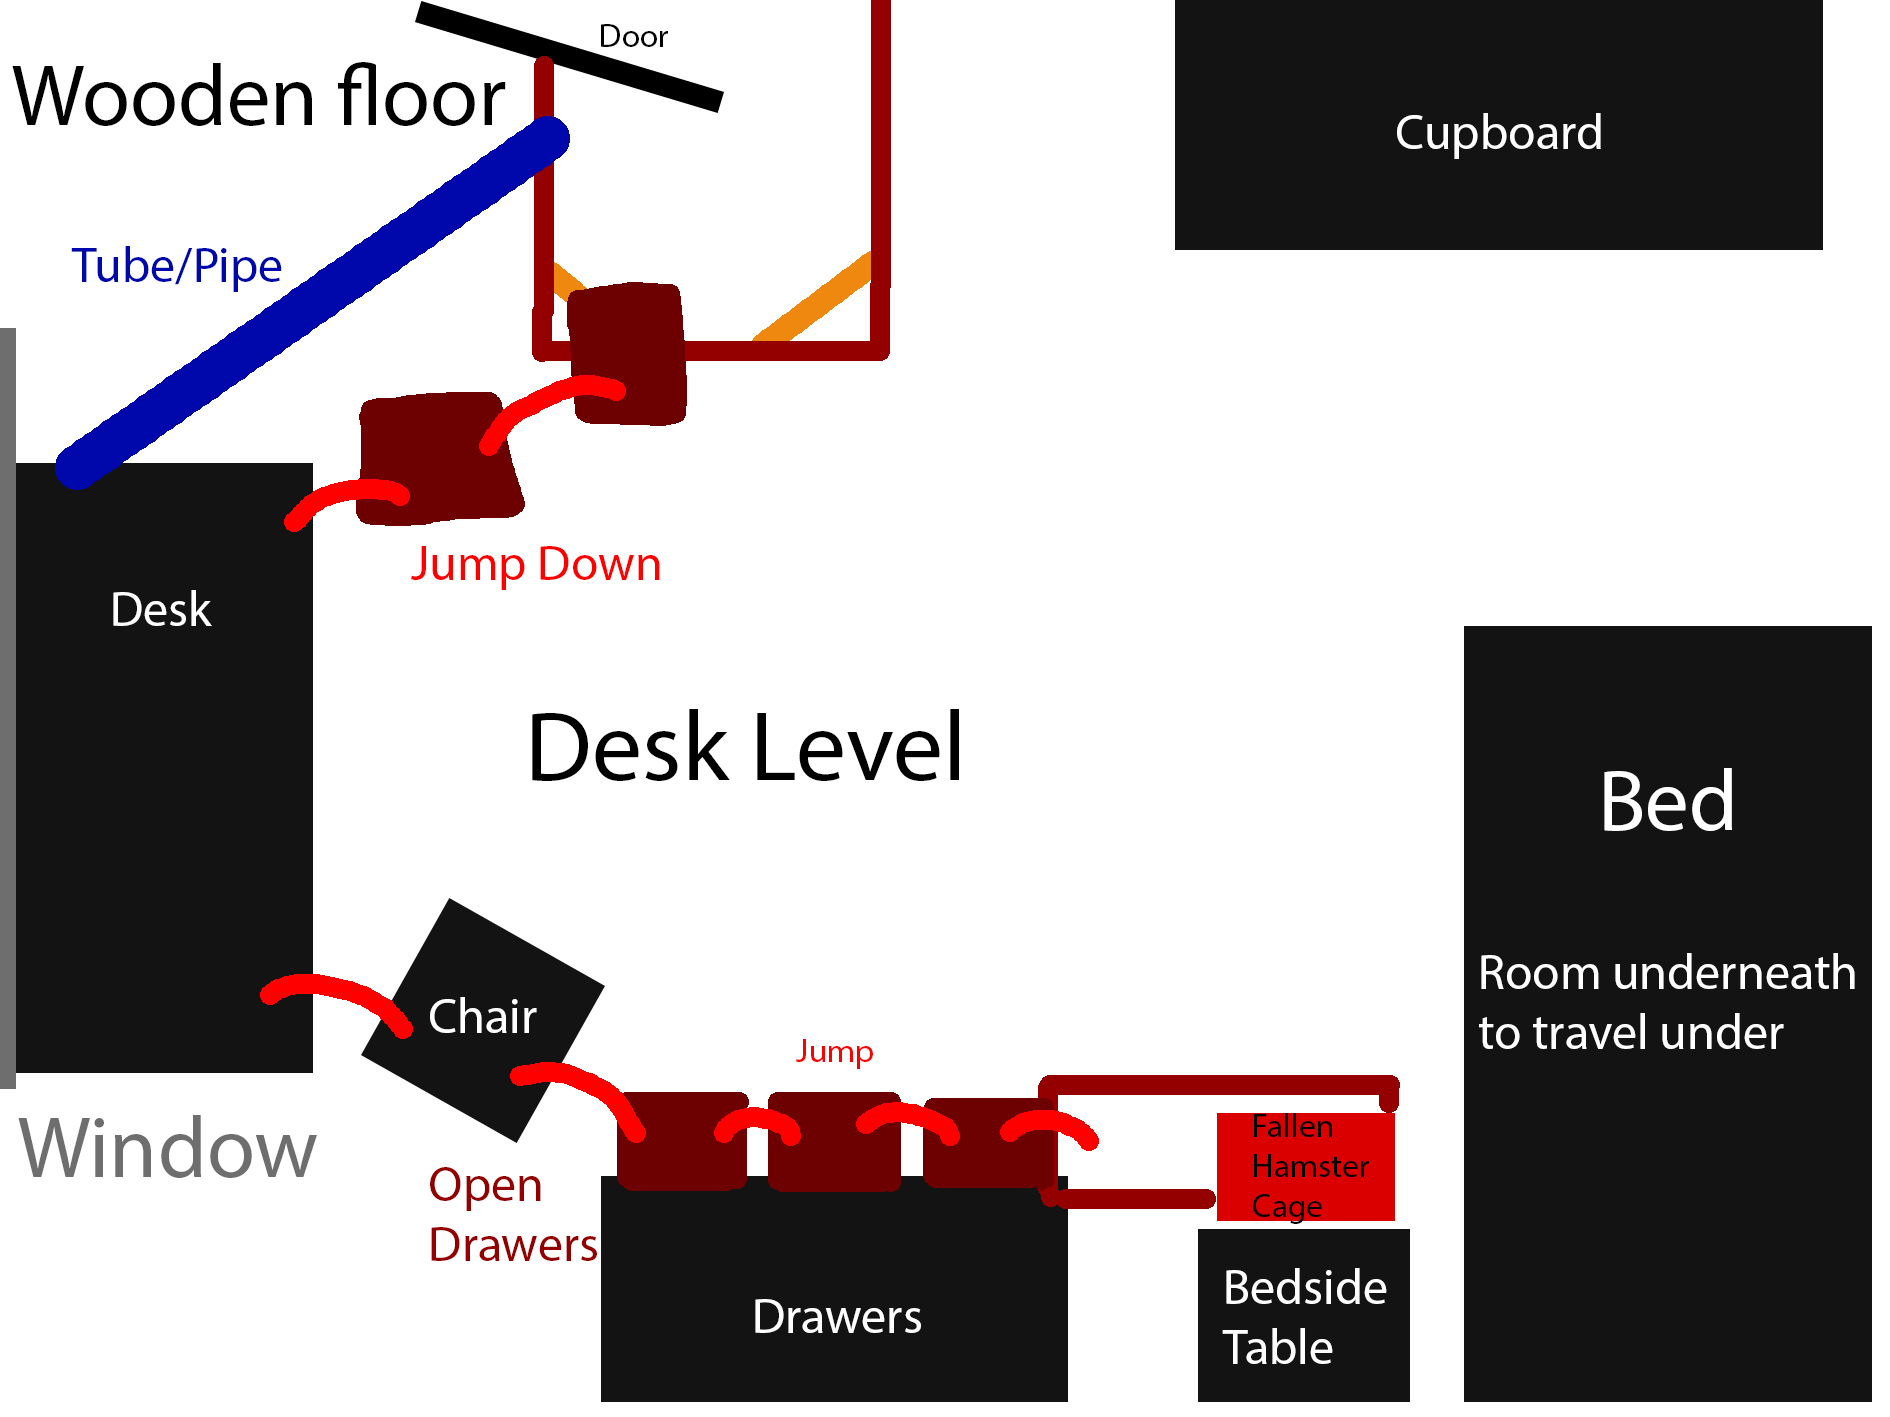 Door
Wooden floor
Cupboard
Tube/Pipe
Jump Down
Desk
Desk Level
Bed
Room underneath
to travel under
Chair
Jump
Window
Open
Drawers
Fallen
Hamster
Cage
Drawers
Bedside
Table